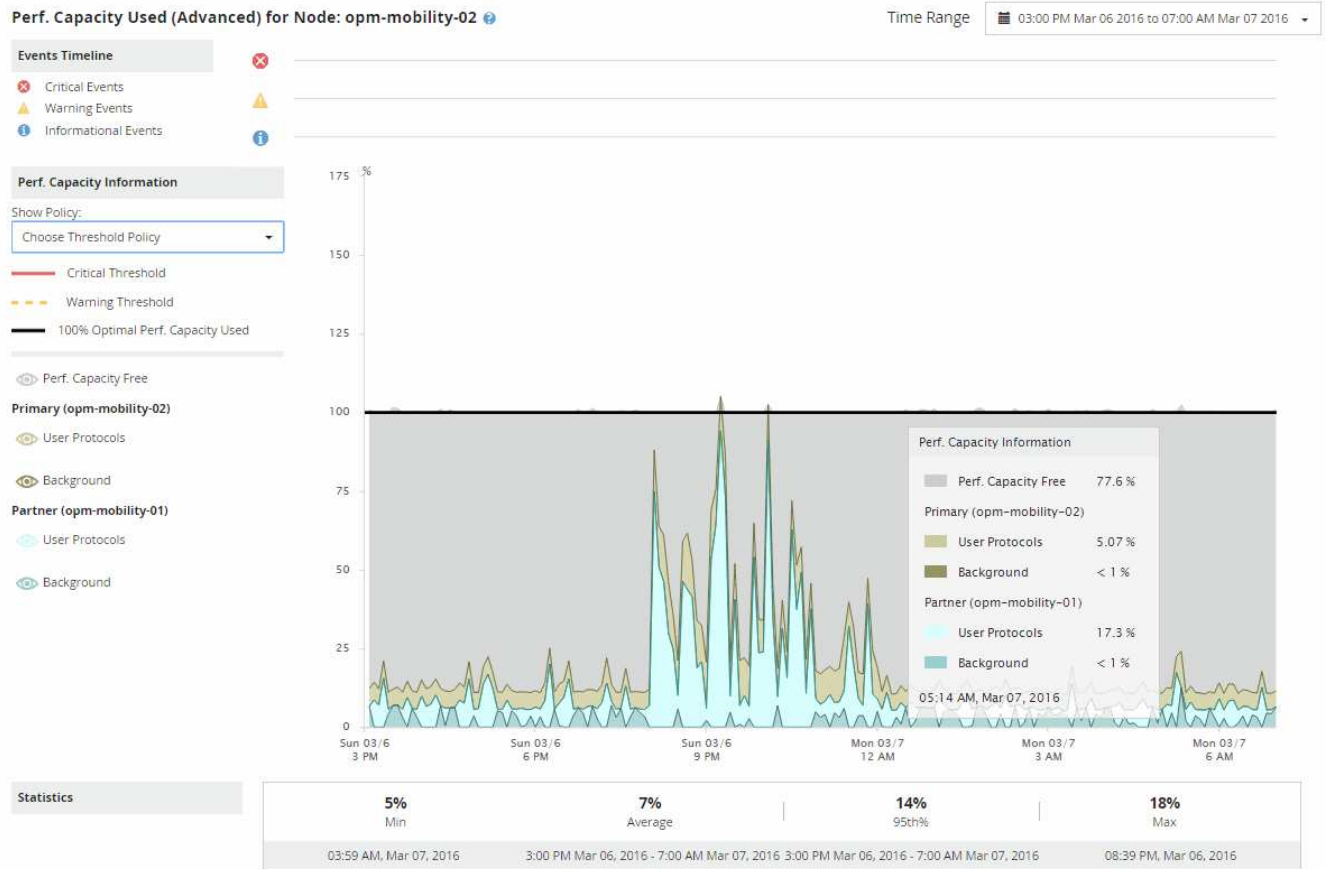 Perf. Capacity Used (Advanced) for Node: opm-mobility-02 ?
Time Range 03:00 PM Mar 06 2016 to 07:00 AM Mar 07 2016
Events Timeline
Critical Events
Warning Events
Informational Events
Perf. Capacity Information
Show Policy:
Choose Threshold Policy
Critical Threshold
Warning Threshold
100% Optimal Perf. Capacity Used
Perf. Capacity Free
Primary (opm-mobility-02)
User Protocols
Background
Partner (opm-mobility-01)
User Protocols
Background
%
175
150
125
100
75
50
25
0
Sun 03/6 Sun 03/6 Sun 03/6 Mon 03/7 Mon 03/7 Mon 03/7
3 PM 6 PM 9 PM 12 AM 3 AM 6 AM
Perf. Capacity Information
Perf. Capacity Free 77.6 %
Primary (opm-mobility-02)
User Protocols 5.07 %
Background < 1 %
Partner (opm-mobility-01)
User Protocols 17.3 %
Background < 1 %
05:14 AM, Mar 07, 2016
Statistics
5% 7% 14% 18%
Min Average 95th% Max
03:59 AM, Mar 07, 2016 3:00 PM Mar 06, 2016 - 7:00 AM Mar 07, 2016 3:00 PM Mar 06, 2016 - 7:00 AM Mar 07, 2016 08:39 PM, Mar 06, 2016